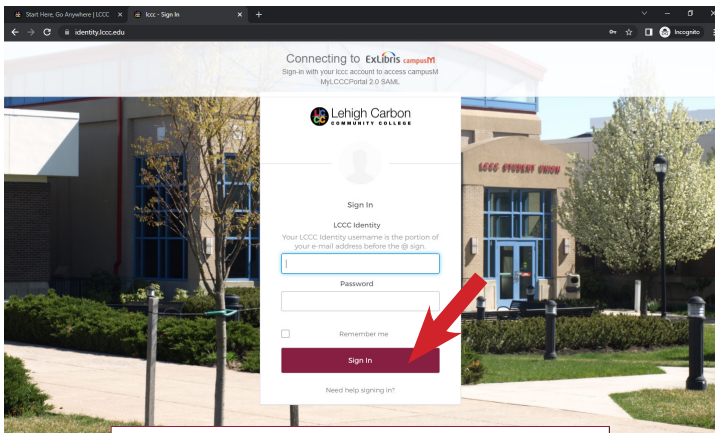 Start Here, Go Anywhere | LCCC
lccc - Sign In
identity.lccc.edu
Incognito
Connecting to ExLibris campusM
Sign-in with your lccc account to access campusM
MyLCCCPortal 2.0 SAML
LCCC
Lehigh Carbon
COMMUNITY COLLEGE
LCCC STUDENT UNION
Sign In
LCCC Identity
Your LCCC Identity username is the portion of
your e-mail address before the @ sign.
Password
Remember me
Sign In
Need help signing in?